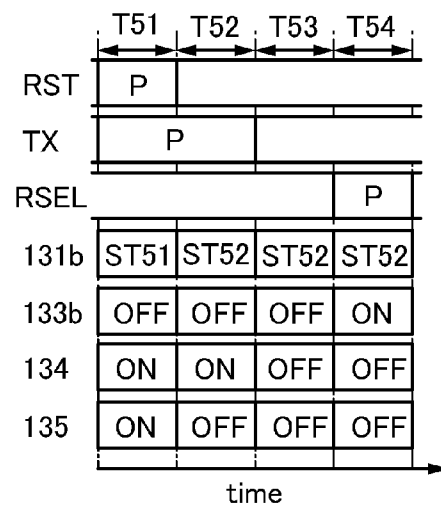 T51 T52 T53 T54
RST P
TX P
RSEL P
131b ST51 ST52 ST52 ST52
133b OFF OFF OFF ON
134 ON ON OFF OFF
135 ON OFF OFF OFF
time